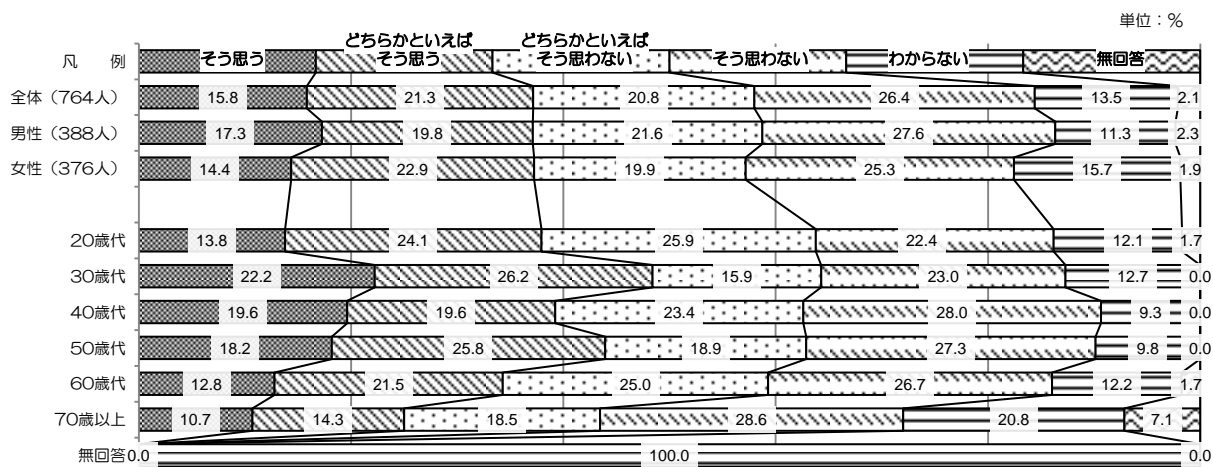 単位：％
凡　例 そう思う どちらかといえばそう思う どちらかといえばそう思わない そう思わない わからない 無回答
全体（764人） 15.8 21.3 20.8 26.4 13.5 2.1
男性（388人） 17.3 19.8 21.6 27.6 11.3 2.3
女性（376人） 14.4 22.9 19.9 25.3 15.7 1.9
20歳代 13.8 24.1 25.9 22.4 12.1 1.7
30歳代 22.2 26.2 15.9 23.0 12.7 0.0
40歳代 19.6 19.6 23.4 28.0 9.3 0.0
50歳代 18.2 25.8 18.9 27.3 9.8 0.0
60歳代 12.8 21.5 25.0 26.7 12.2 1.7
70歳以上 10.7 14.3 18.5 28.6 20.8 7.1
無回答 0.0 100.0 0.0